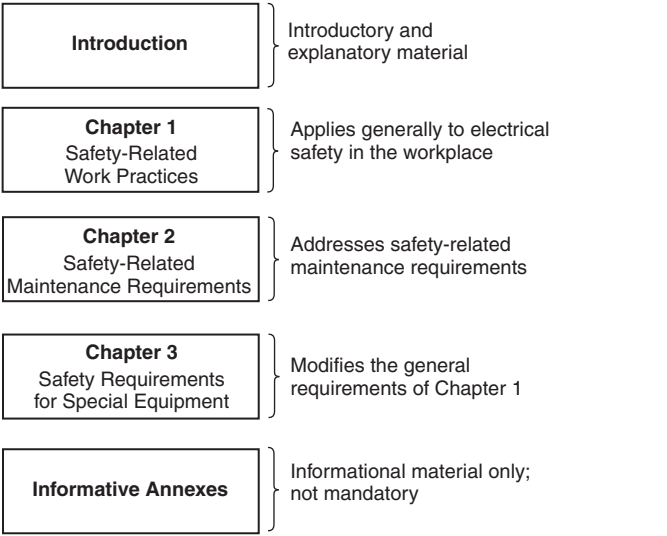 Introduction
Introductory and
explanatory material
Chapter 1
Safety-Related
Work Practices
Applies generally to electrical
safety in the workplace
Chapter 2
Safety-Related
Maintenance Requirements
Addresses safety-related
maintenance requirements
Chapter 3
Safety Requirements
for Special Equipment
Modifies the general
requirements of Chapter 1
Informative Annexes
Informational material only;
not mandatory